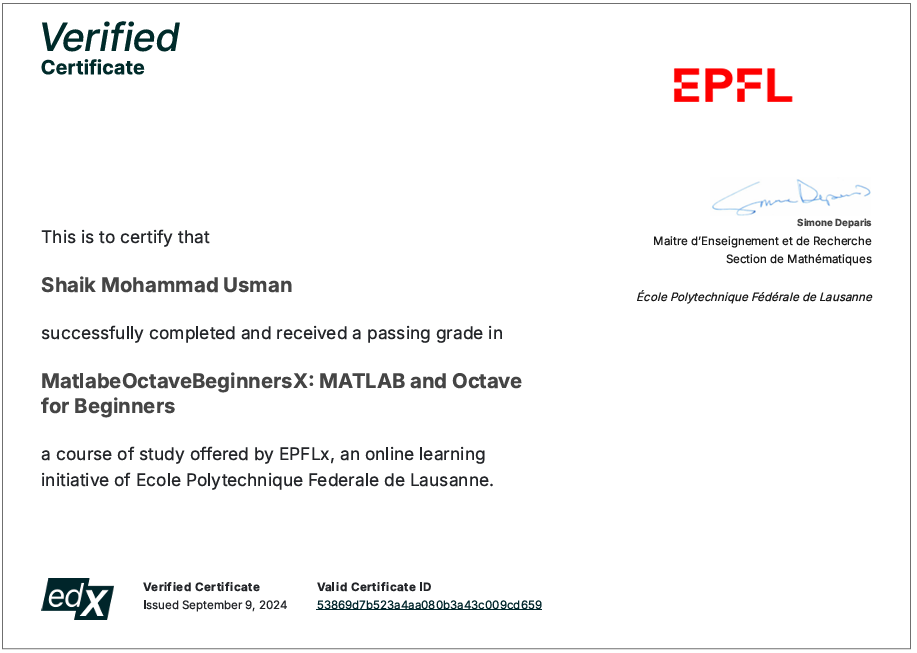 Verified
Certificate
EPFL
Simone Deparis
Simone Deparis
Maitre d'Enseignement et de Recherche
Section de Mathématiques
École Polytechnique Fédérale de Lausanne
This is to certify that
Shaik Mohammad Usman
successfully completed and received a passing grade in
MatlabeOctaveBeginnersX: MATLAB and Octave
for Beginners
a course of study offered by EPFLx, an online learning
initiative of Ecole Polytechnique Federale de Lausanne.
edX
Verified Certificate
Issued September 9, 2024
Valid Certificate ID
53869d7b523a4aa080b3a43c009cd659